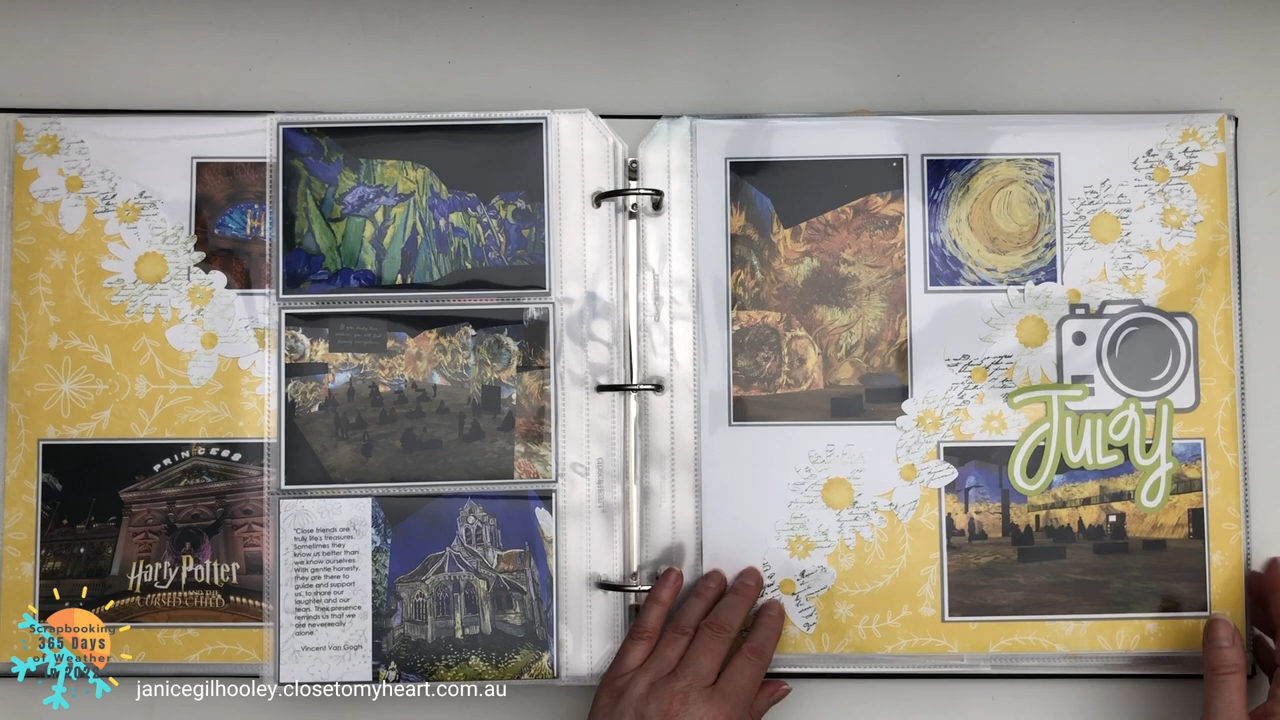 PRINCESS
Harry Potter
AND THE
CURSED CHILD
"Close friends are
truly life's treasures.
Sometimes they
know us better than
we know ourselves.
With gentle honesty,
they are there to
guide and support
us, to share our
laughter and our
tears. Their presence
reminds us that we
are never really
alone."
Vincent Van Gogh
July
Scrapbooking
365 Days
of Weather
janicegilhooley.closetomyheart.com.au